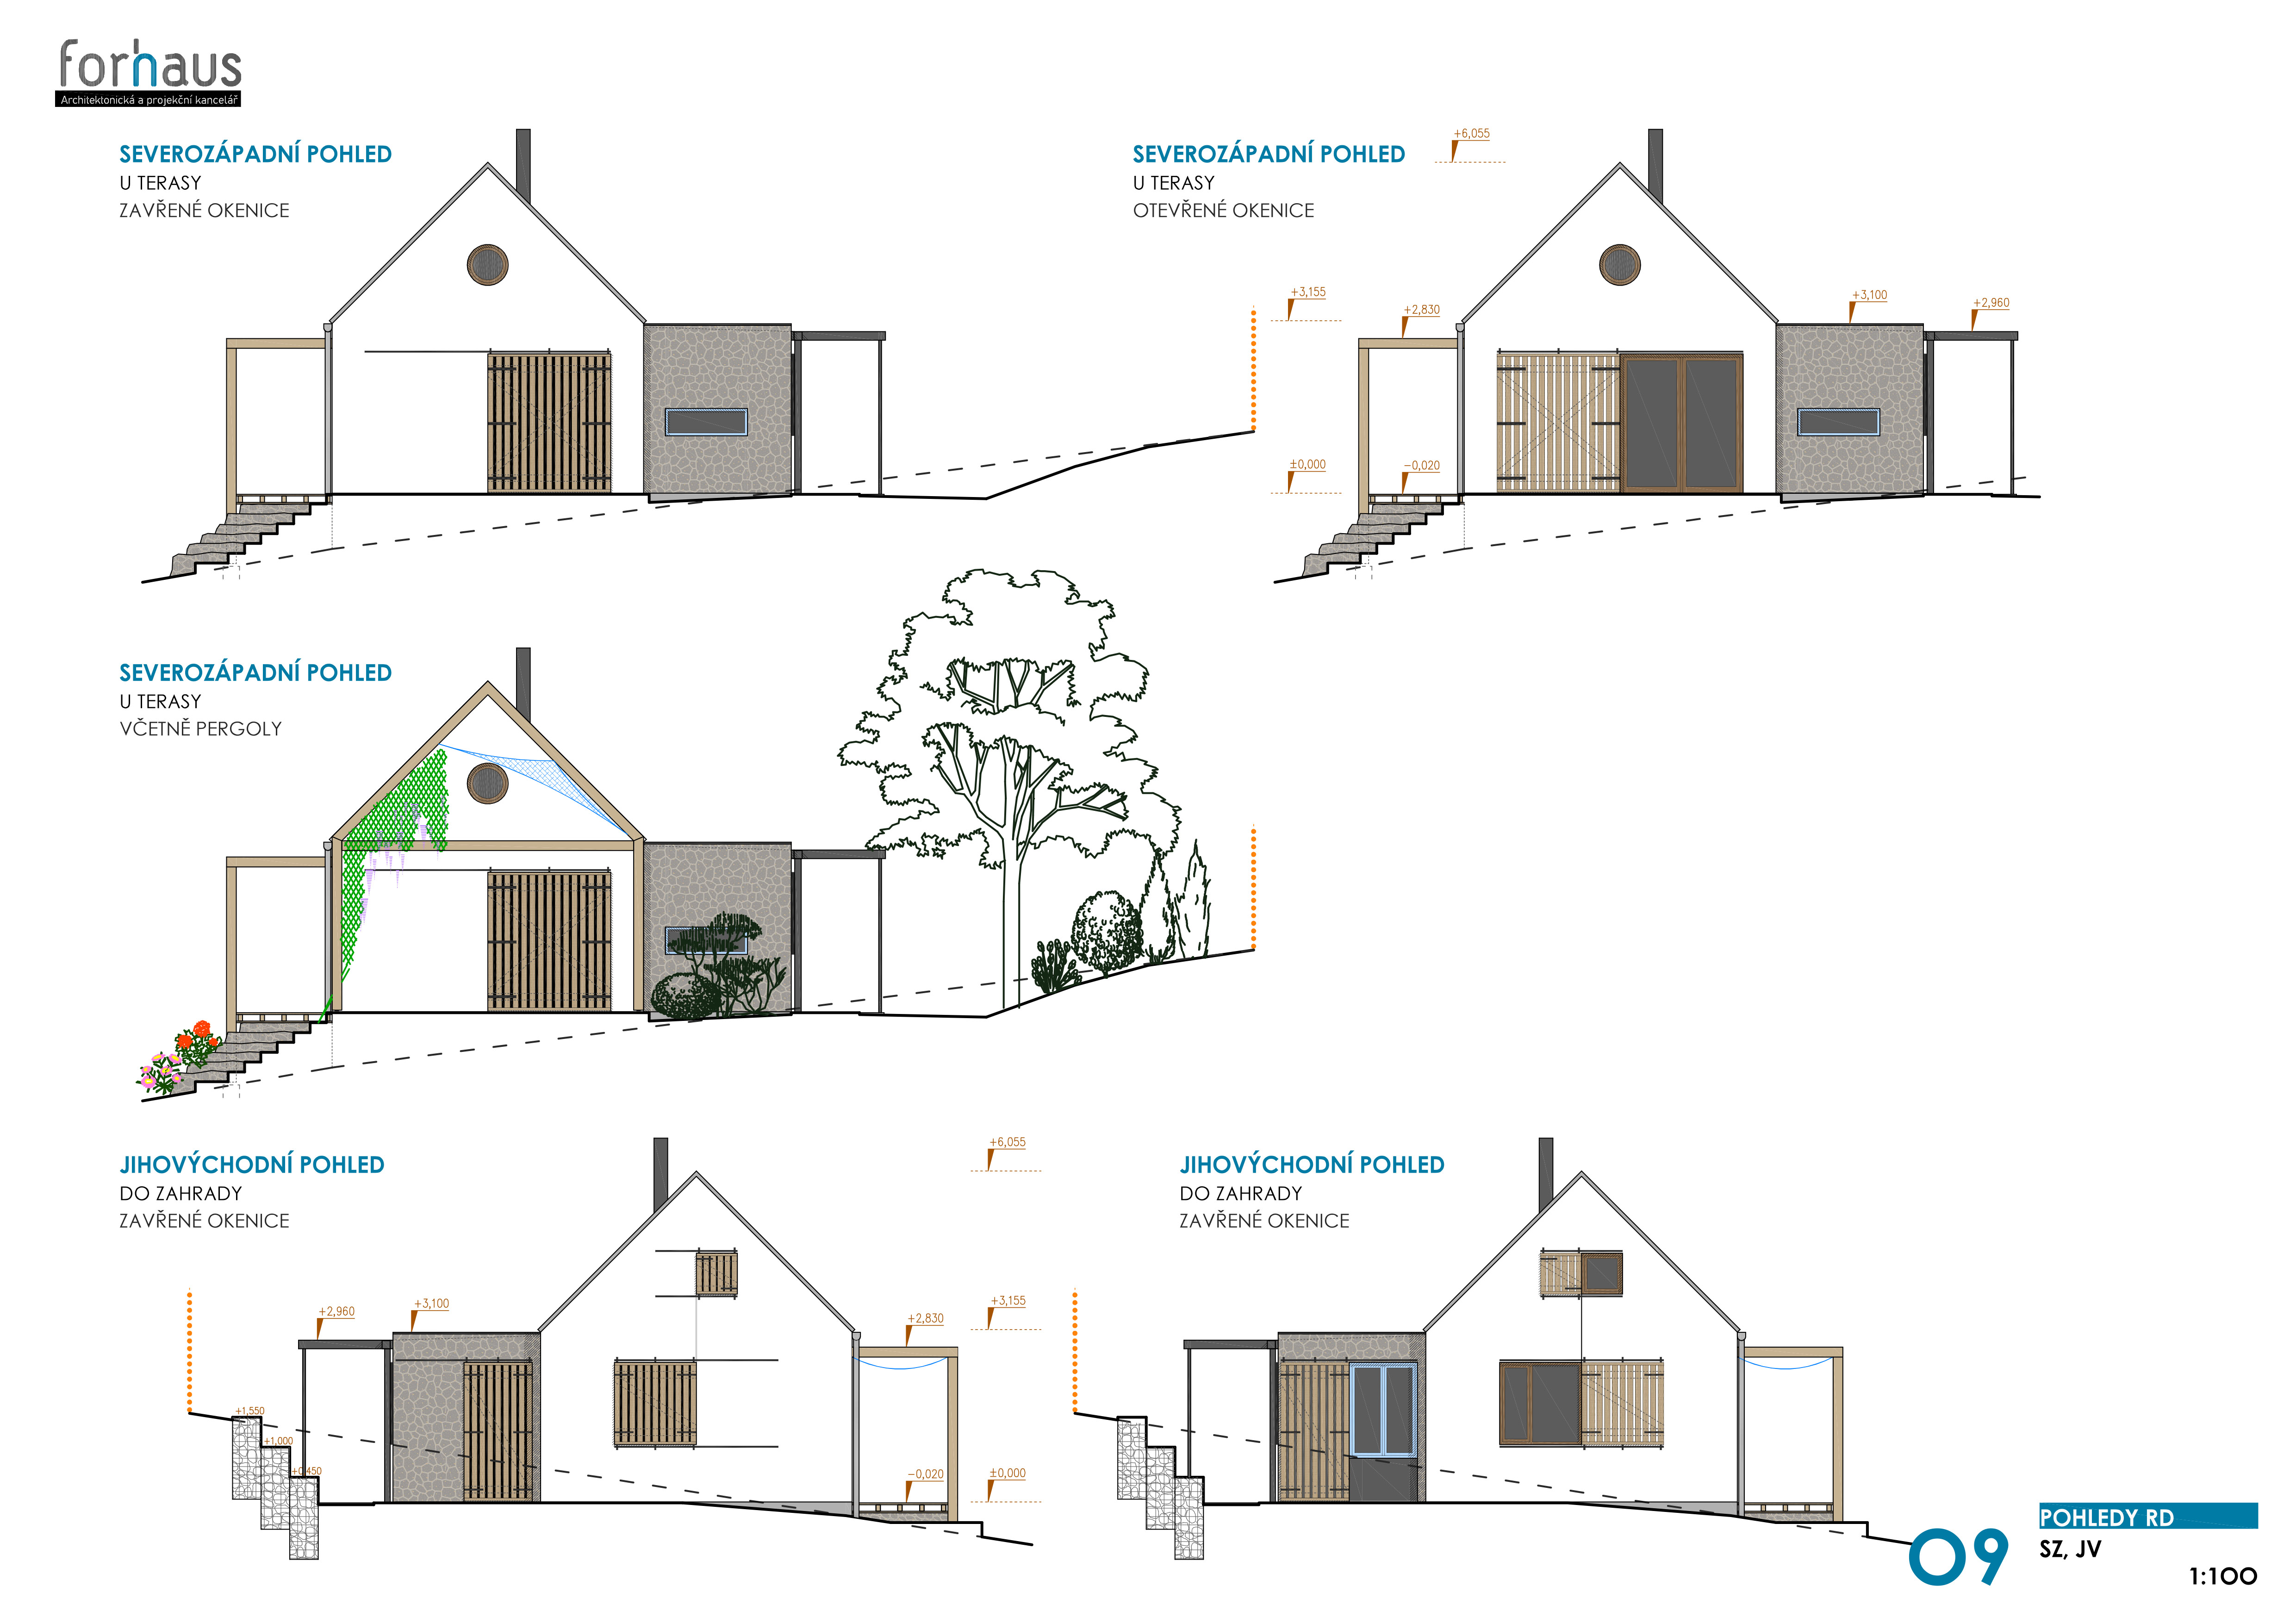 forhaus
Architektonická a projekční kancelář
SEVEROZÁPADNÍ POHLED
U TERASY
ZAVŘENÉ OKENICE
SEVEROZÁPADNÍ POHLED
U TERASY
OTEVŘENÉ OKENICE
+6,055
+3,155
+2,830
+3,100
+2,960
±0,000
-0,020
SEVEROZÁPADNÍ POHLED
U TERASY
VČETNĚ PERGOLY
JIHOVÝCHODNÍ POHLED
DO ZAHRADY
ZAVŘENÉ OKENICE
+6,055
+2,960
+3,100
+3,155
+2,830
+1,550
+1,000
+0,450
-0,020
±0,000
JIHOVÝCHODNÍ POHLED
DO ZAHRADY
ZAVŘENÉ OKENICE
09
POHLEDY RD
SZ, JV
1:100